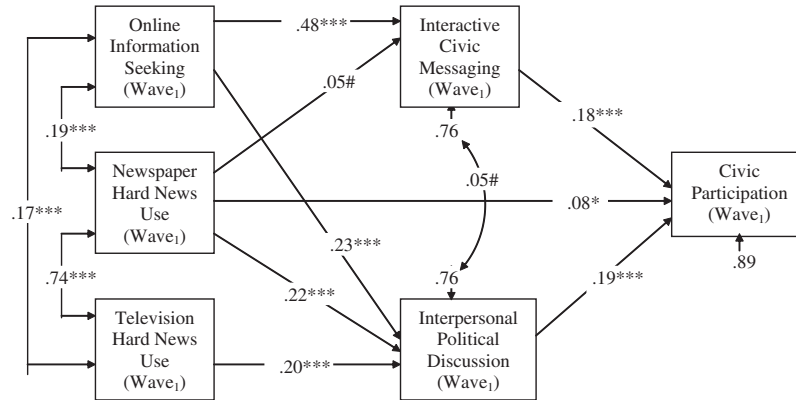 Online
Information
Seeking
(Wave₁)
.48***
Interactive
Civic
Messaging
(Wave₁)
.05#
.76
.18***
.19***
Newspaper
Hard News
Use
(Wave₁)
.05#
Civic
Participation
(Wave₁)
.17***
.08*
.23***
.89
.74***
.76
.19***
.22***
Television
Hard News
Use
(Wave₁)
.20***
Interpersonal
Political
Discussion
(Wave₁)